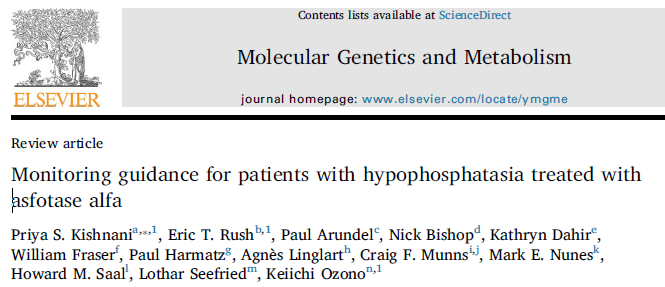 Contents lists available at ScienceDirect
Molecular Genetics and Metabolism
ELSEVIER
journal homepage: www.elsevier.com/locate/ymgme
Review article
Monitoring guidance for patients with hypophosphatasia treated with
asfotase alfa
Priya S. Kishnani a,⁎,1, Eric T. Rush b,1, Paul Arundel c, Nick Bishop d, Kathryn Dahir e,
William Fraser f, Paul Harmatz g, Agnès Linglart h, Craig F. Munns i,j, Mark E. Nunes k,
Howard M. Saal l, Lothar Seefried m, Keiichi Ozono n,1